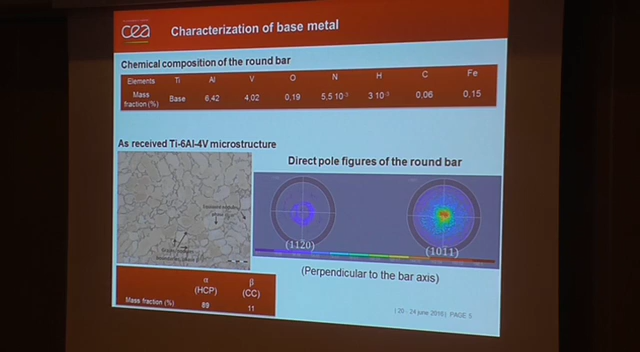 cea
Characterization of base metal
Chemical composition of the round bar
Elements Ti Al V O N H C Fe
Mass fraction (%) Base 6,42 4,02 0,19 5,5 10⁻³ 3 10⁻³ 0,06 0,15
As received Ti-6Al-4V microstructure
Direct pole figures of the round bar
(1120)
(1011)
(Perpendicular to the bar axis)
α β
(HCP) (CC)
Mass fraction (%) 89 11
(20 - 24 june 2016) PAGE 5